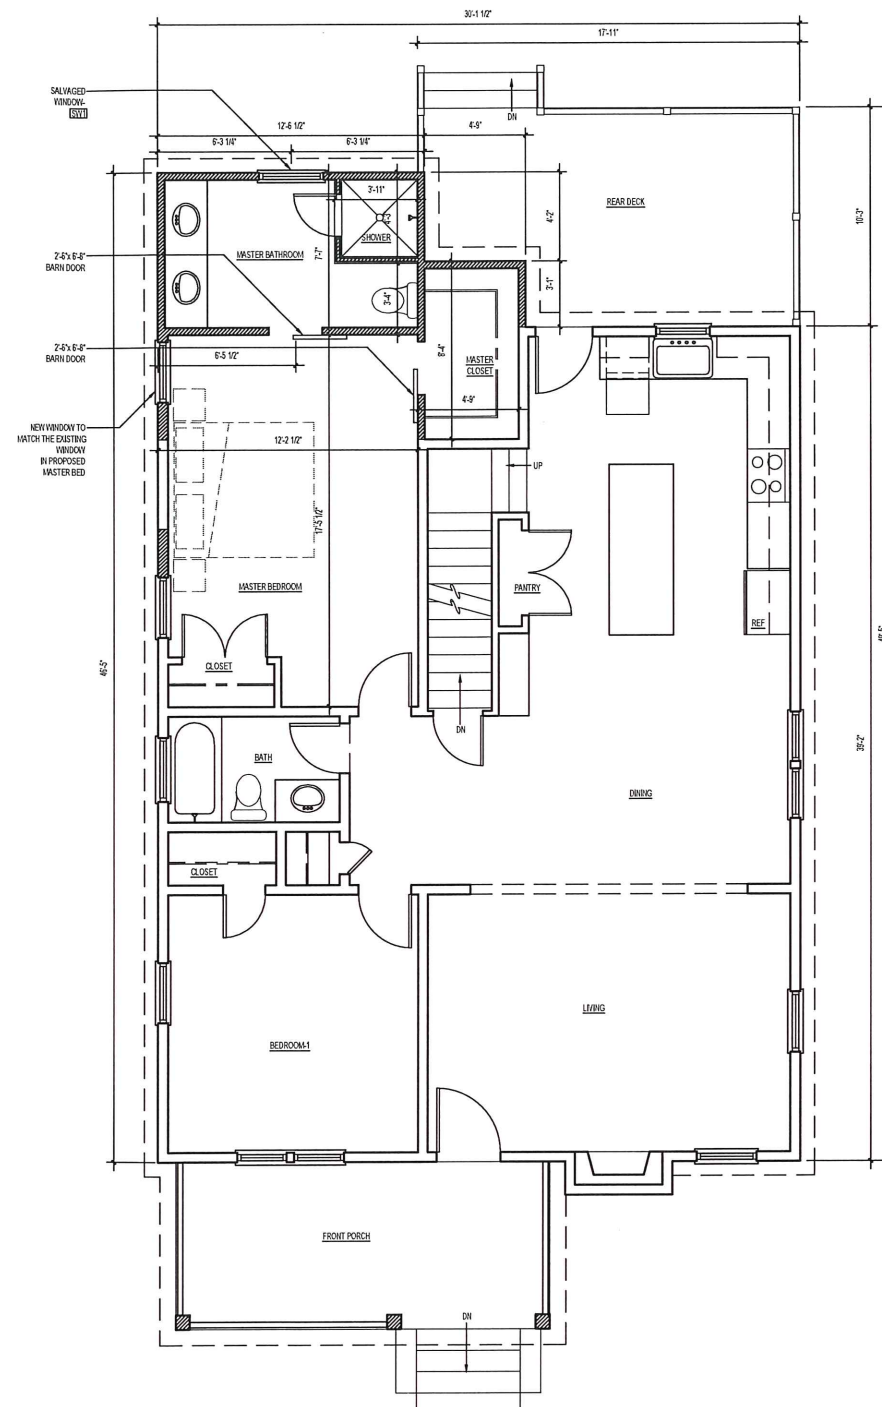 30'-1 1/2"
17'-11"
SALVAGED
WINDOW-
SW1
DN
12'-6 1/2"
4'-9"
6'-3 1/4"
6'-3 1/4"
3'-11"
4'-2"
REAR DECK
10'-3"
SHOWER
2'-6"x 6'-8"
BARN DOOR
MASTER BATHROOM
7'-7"
3'-4"
3'-1"
2'-6"x 6'-8"
BARN DOOR
6'-5 1/2"
8'-4"
MASTER
CLOSET
4'-9"
NEW WINDOW TO
MATCH THE EXISTING
WINDOW
IN PROPOSED
MASTER BED
12'-2 1/2"
UP
17'-5 1/2"
MASTER BEDROOM
PANTRY
REF
46'-5"
CLOSET
DN
BATH
39'-2"
DINING
CLOSET
LIVING
BEDROOM-1
FRONT PORCH
DN